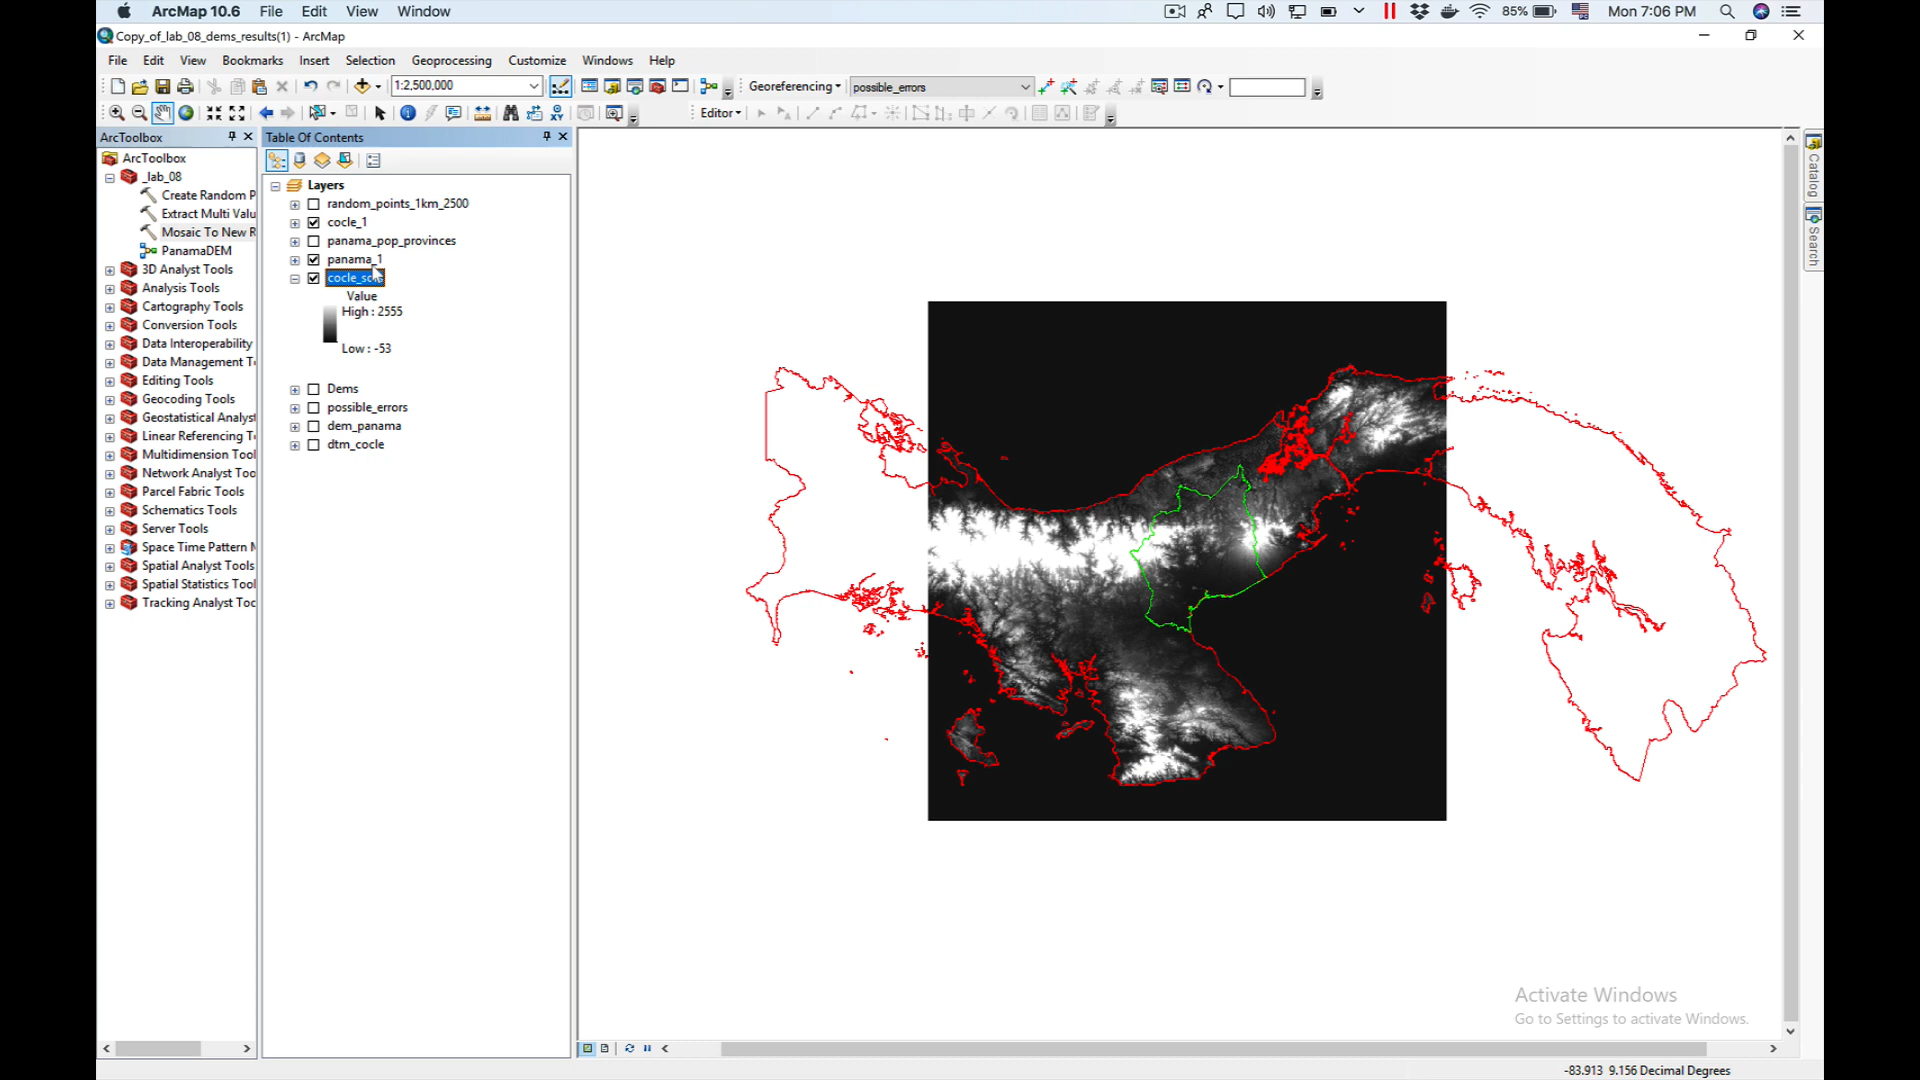 ArcMap 10.6 File Edit View Window 85% Mon 7:06 PM
Copy_of_lab_08_dems_results(1) - ArcMap
File Edit View Bookmarks Insert Selection Geoprocessing Customize Windows Help
1:2,500,000 Georeferencing possible_errors
Editor
ArcToolbox
ArcToolbox
_lab_08
Create Random P
Extract Multi Valu
Mosaic To New R
PanamaDEM
3D Analyst Tools
Analysis Tools
Cartography Tools
Conversion Tools
Data Interoperability
Data Management T
Editing Tools
Geocoding Tools
Geostatistical Analys
Linear Referencing T
Multidimension Tool
Network Analyst Too
Parcel Fabric Tools
Schematics Tools
Server Tools
Space Time Pattern M
Spatial Analyst Tools
Spatial Statistics Tool
Tracking Analyst Too
Table Of Contents
Layers
random_points_1km_2500
cocle_1
panama_pop_provinces
panama_1
Value
High : 2555
Low : -53
Dems
possible_errors
dem_panama
dtm_cocle
Catalog
Search
Activate Windows
Go to Settings to activate Windows.
-83.913 9.156 Decimal Degrees